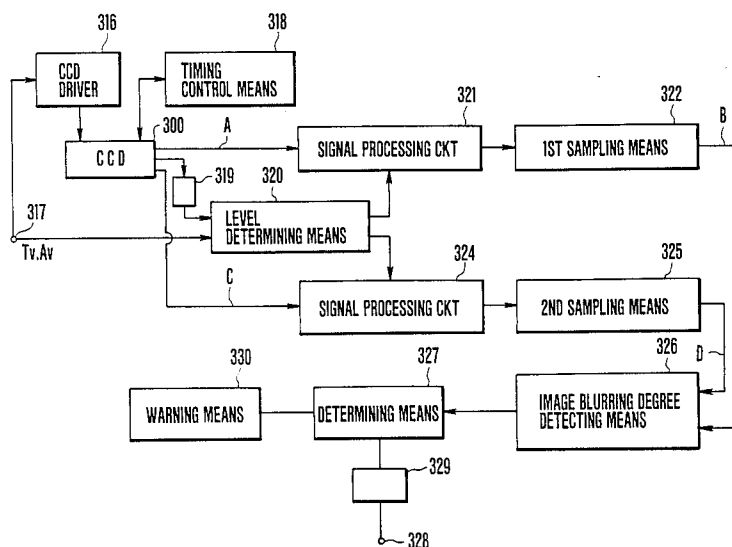 316
318
CCD
DRIVER
TIMING
CONTROL MEANS
321
322
300
A
B
CCD
SIGNAL PROCESSING CKT
1ST SAMPLING MEANS
319
320
317
LEVEL
DETERMINING MEANS
Tv.Av
324
325
C
SIGNAL PROCESSING CKT
2ND SAMPLING MEANS
D
330
327
326
WARNING MEANS
DETERMINING MEANS
IMAGE BLURRING DEGREE
DETECTING MEANS
329
328